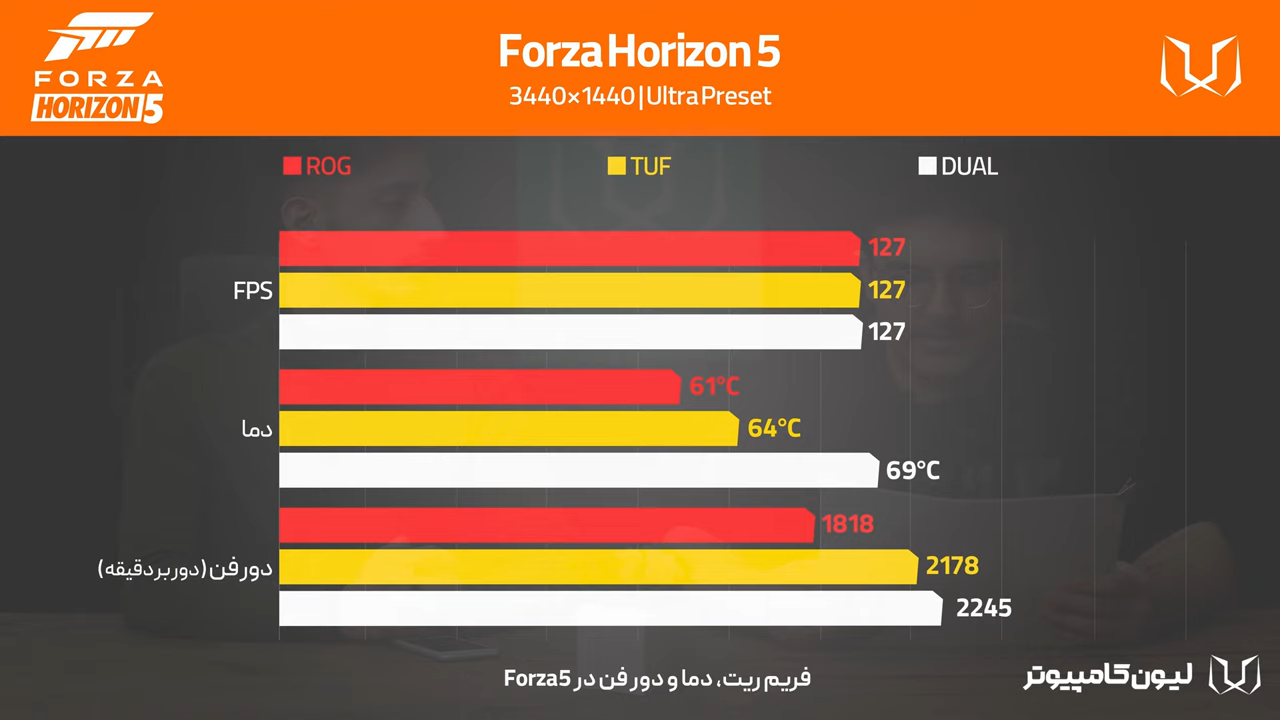 FORZA
HORIZON 5
Forza Horizon 5
3440×1440 | Ultra Preset
ROG
TUF
DUAL
FPS
127
127
127
دما
61°C
64°C
69°C
دور فن (دور بر دقیقه)
1818
2178
2245
فریم ریت، دما و دور فن در Forza5
لیون کامپیوتر